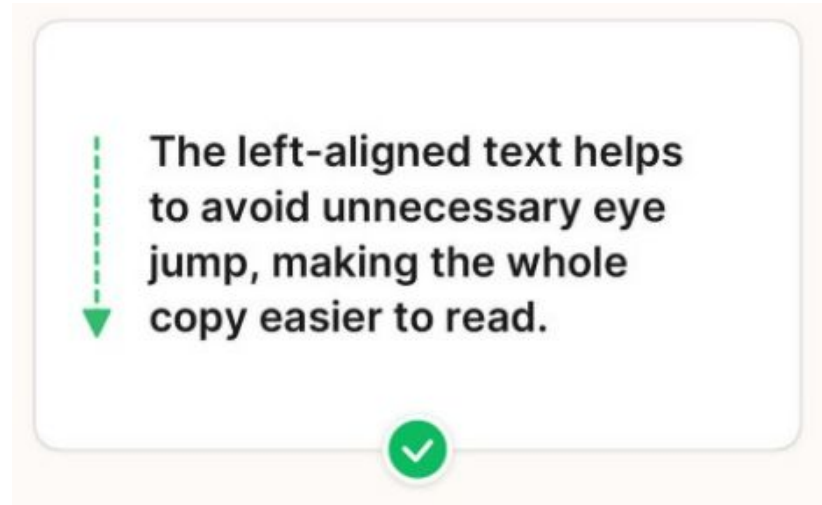 The left-aligned text helps
to avoid unnecessary eye
jump, making the whole
copy easier to read.